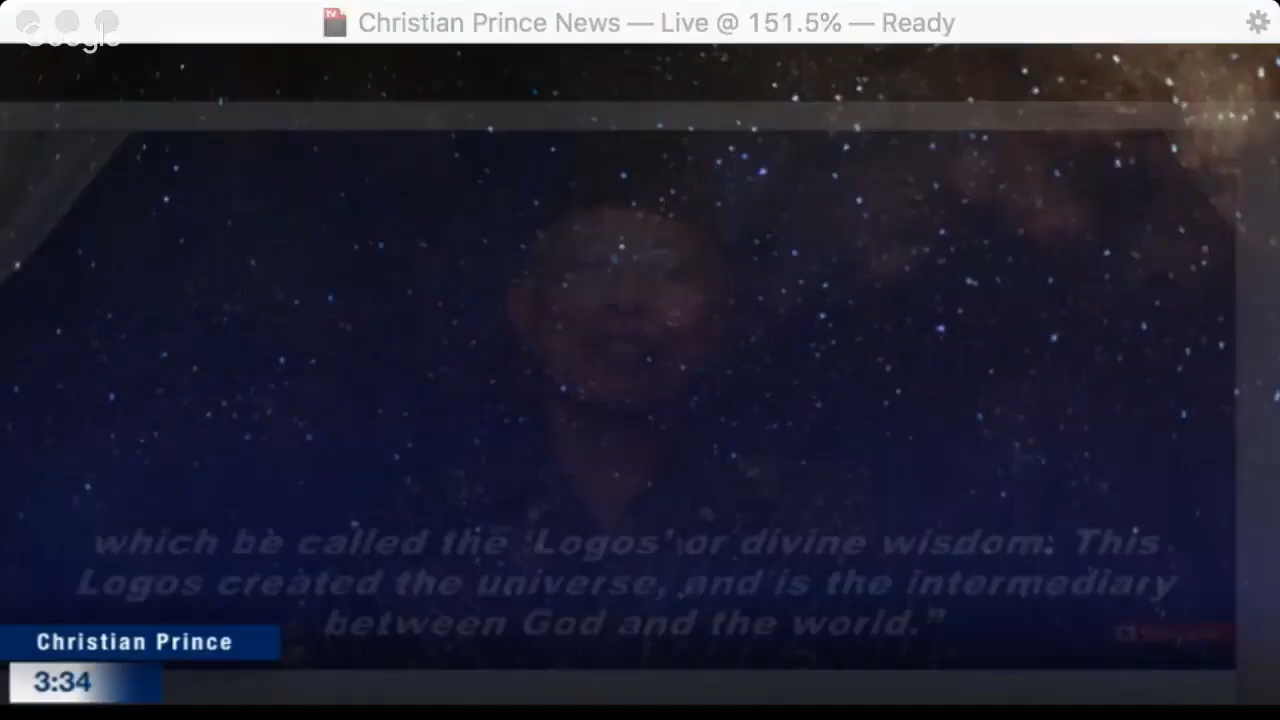 Christian Prince News — Live @ 151.5% — Ready
Google
which be called the ‘Logos’ or divine wisdom. This
Logos created the universe, and is the intermediary
between God and the world.”
Christian Prince
3:34